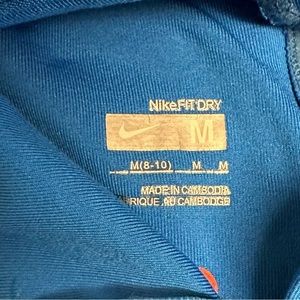 NikeFIT DRY
M
M(8-10) M M
MADE IN CAMBODIA
RIQUE AU CAMBODGE